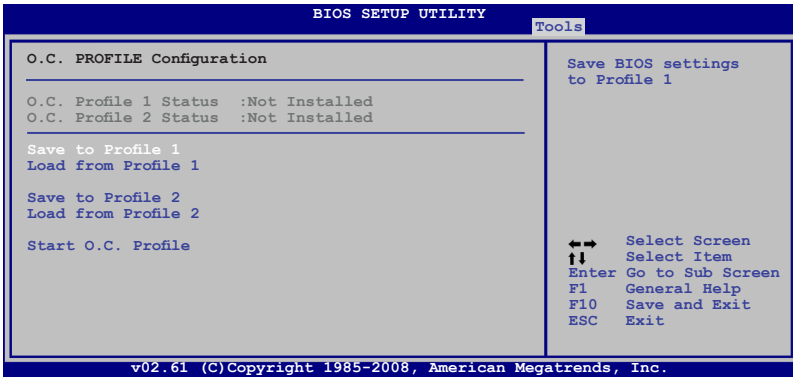 BIOS SETUP UTILITY
Tools
O.C. PROFILE Configuration
O.C. Profile 1 Status :Not Installed
O.C. Profile 2 Status :Not Installed
Save to Profile 1
Load from Profile 1
Save to Profile 2
Load from Profile 2
Start O.C. Profile
Save BIOS settings
to Profile 1
←→ Select Screen
↑↓ Select Item
Enter Go to Sub Screen
F1 General Help
F10 Save and Exit
ESC Exit
v02.61 (C)Copyright 1985-2008, American Megatrends, Inc.